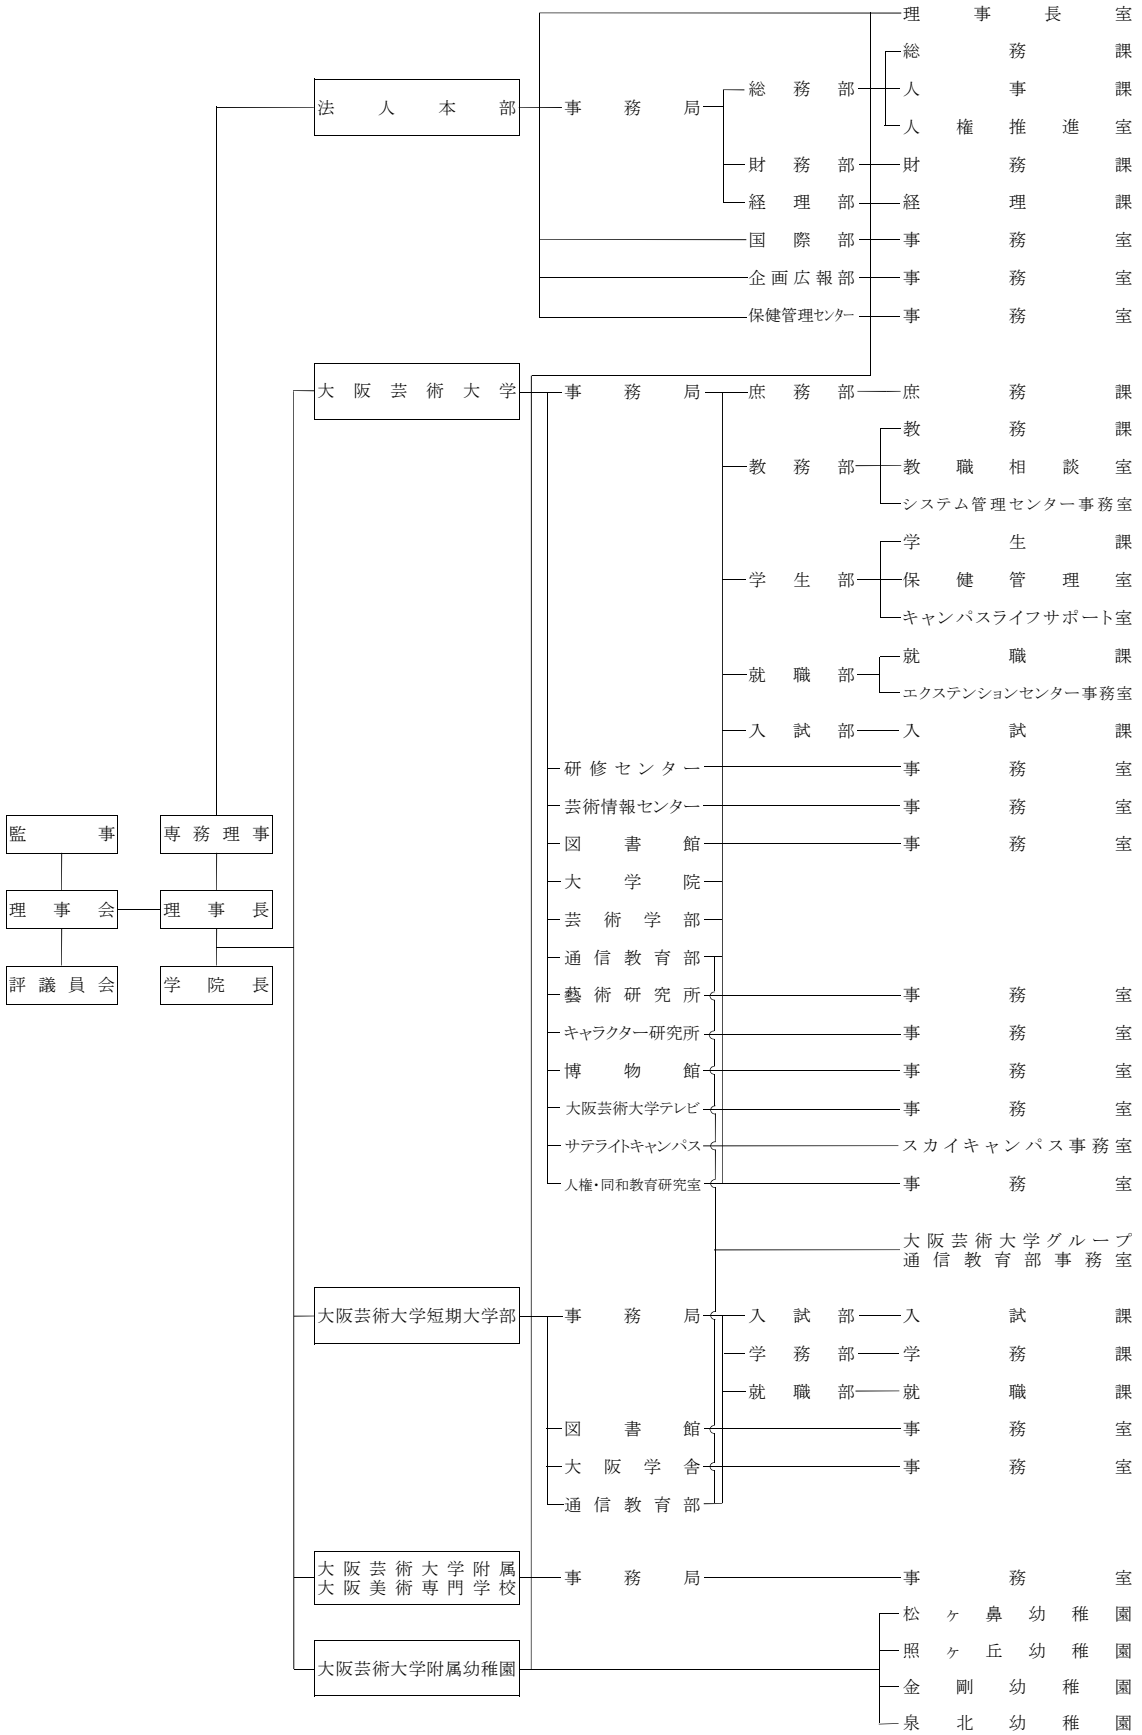 理事長室
総務課
法人本部 事務局 総務部 人事課
人権推進室
財務部 財務課
経理部 経理課
国際部 事務室
企画広報部 事務室
保健管理センター 事務室
大阪芸術大学 事務局 庶務部 庶務課
教務課
教務部 教職相談室
システム管理センター事務室
学生課
学生部 保健管理室
キャンパスライフサポート室
就職課
就職部
エクステンションセンター事務室
入試部 入試課
研修センター 事務室
芸術情報センター 事務室
監事 専務理事
図書館 事務室
大学院
理事会 理事長
芸術学部
通信教育部
評議員会 学院長
藝術研究所 事務室
キャラクター研究所 事務室
博物館 事務室
大阪芸術大学テレビ 事務室
サテライトキャンパス スカイキャンパス事務室
人権・同和教育研究室 事務室
大阪芸術大学グループ
通信教育部事務室
大阪芸術大学短期大学部 事務局 入試部 入試課
学務部 学務課
就職部 就職課
図書館 事務室
大阪学舎 事務室
通信教育部
大阪芸術大学附属
大阪美術専門学校 事務局 事務室
松ヶ鼻幼稚園
照ヶ丘幼稚園
大阪芸術大学附属幼稚園
金剛幼稚園
泉北幼稚園